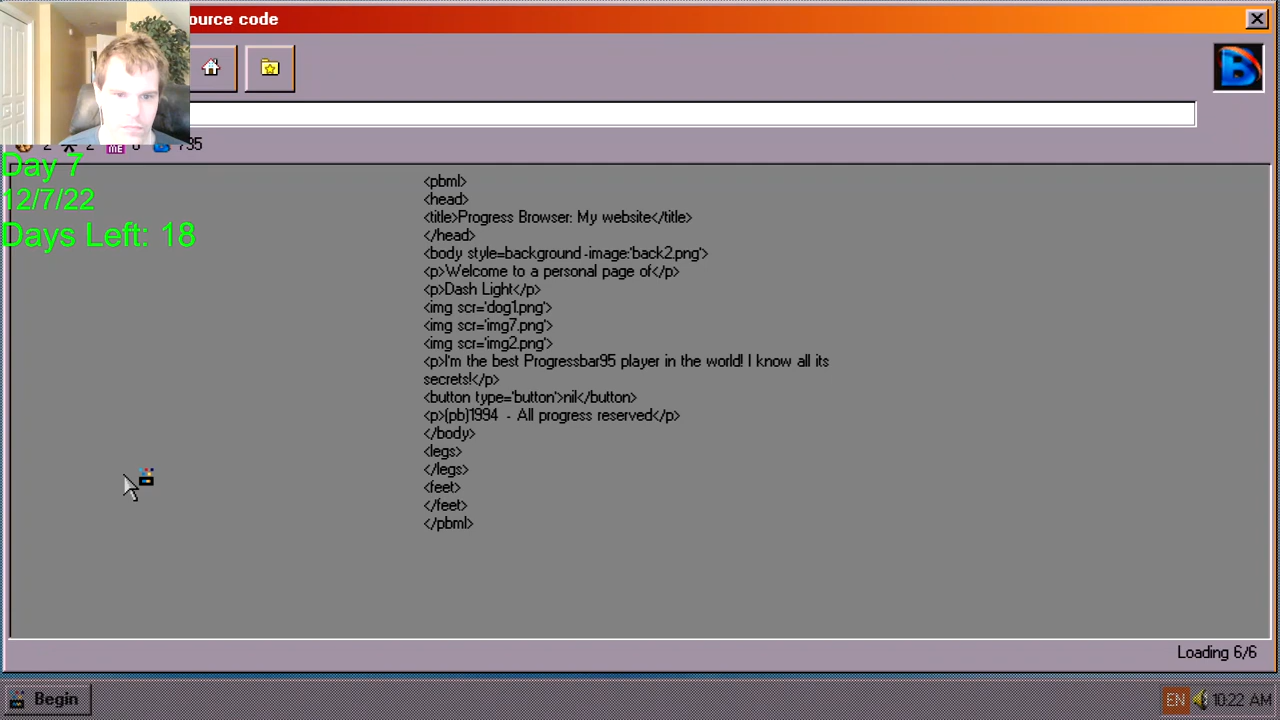 ource code
2 2 ME
Day 7
12/7/22
Days Left: 18
<pbml>
<head>
<title>Progress Browser: My website</title>
</head>
<body style=background-image:'back2.png'>
<p>Welcome to a personal page of</p>
<p>Dash Light</p>
<img scr='dog1.png'>
<img scr='img7.png'>
<img scr='img2.png'>
<p>I'm the best Progressbar95 player in the world! I know all its
secrets!</p>
<button type='button'>nil</button>
<p>(pb)1994 - All progress reserved</p>
</body>
<legs>
</legs>
<feet>
</feet>
</pbml>
Loading 6/6
Begin
EN 10:22 AM